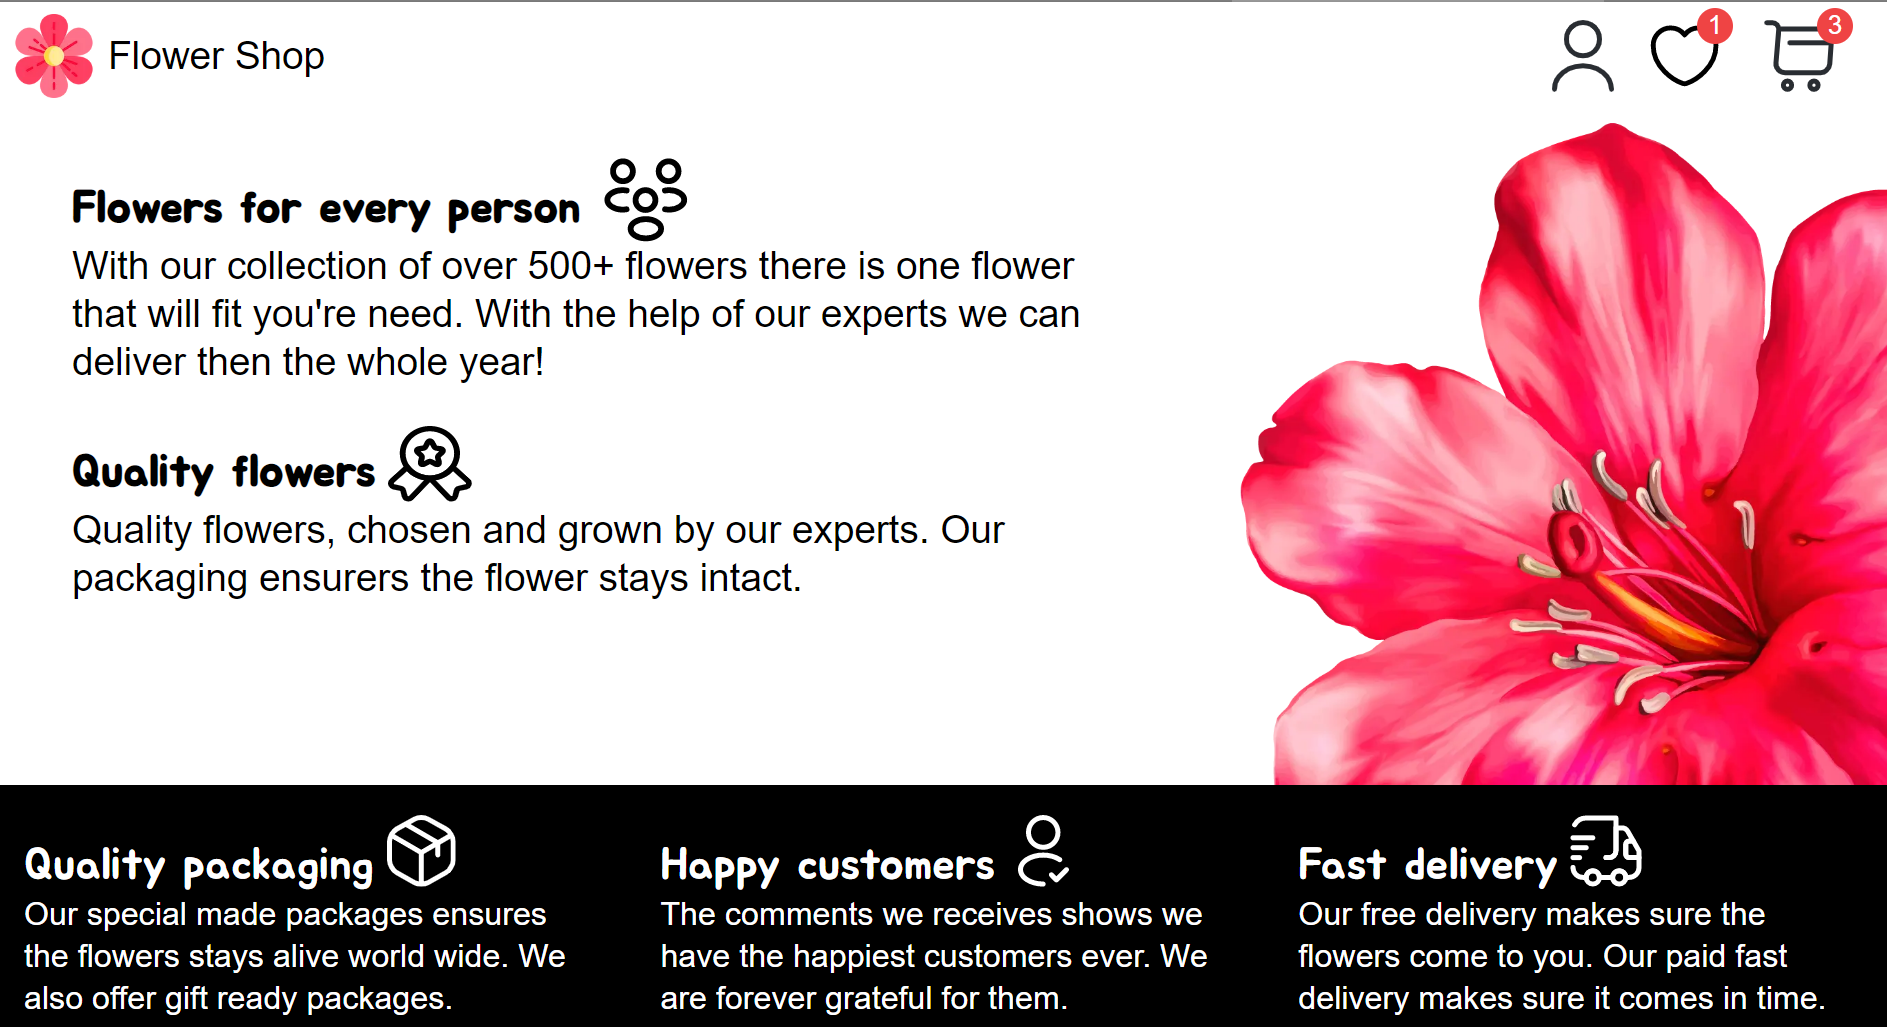 Flower Shop
1
3
Flowers for every person
With our collection of over 500+ flowers there is one flower
that will fit you're need. With the help of our experts we can
deliver then the whole year!
Quality flowers
Quality flowers, chosen and grown by our experts. Our
packaging ensurers the flower stays intact.
Quality packaging
Our special made packages ensures
the flowers stays alive world wide. We
also offer gift ready packages.
Happy customers
The comments we receives shows we
have the happiest customers ever. We
are forever grateful for them.
Fast delivery
Our free delivery makes sure the
flowers come to you. Our paid fast
delivery makes sure it comes in time.